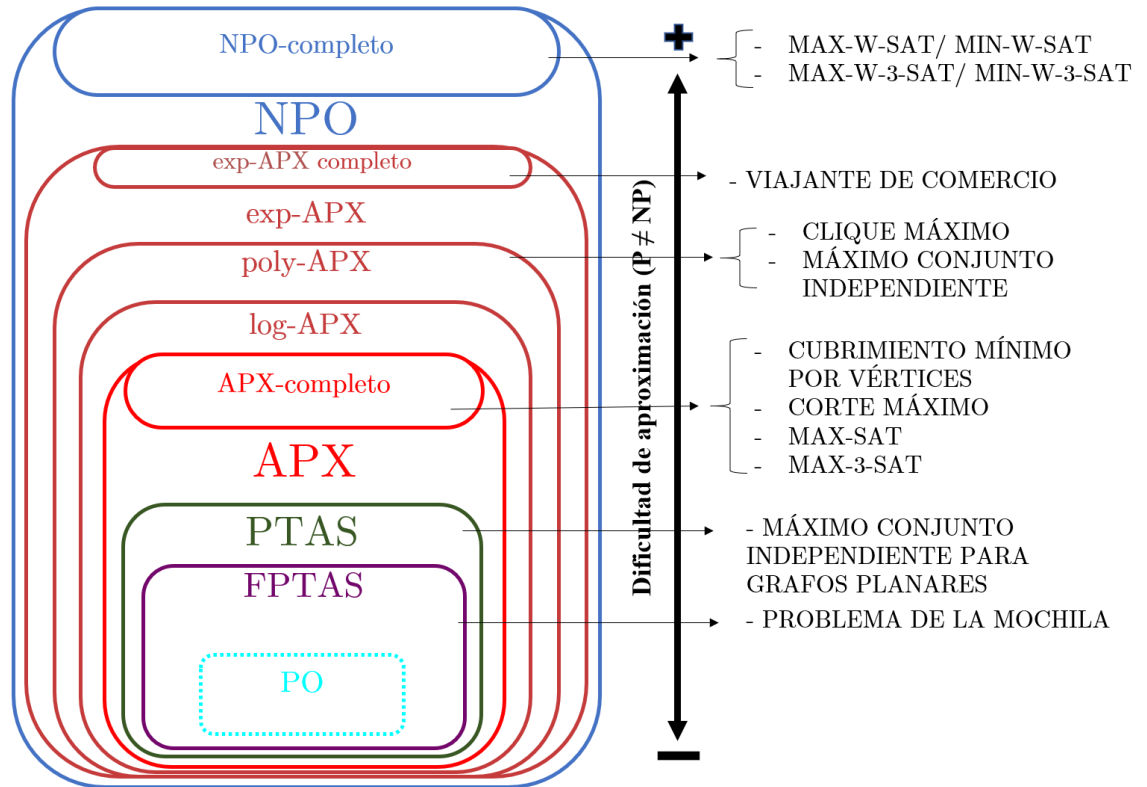 NPO-completo
NPO
exp-APX completo
exp-APX
poly-APX
log-APX
APX-completo
APX
PTAS
FPTAS
PO
Dificultad de aproximación (P ≠ NP)
- MAX-W-SAT/ MIN-W-SAT
- MAX-W-3-SAT/ MIN-W-3-SAT
- VIAJANTE DE COMERCIO
- CLIQUE MÁXIMO
- MÁXIMO CONJUNTO
INDEPENDIENTE
- CUBRIMIENTO MÍNIMO
POR VÉRTICES
- CORTE MÁXIMO
- MAX-SAT
- MAX-3-SAT
- MÁXIMO CONJUNTO
INDEPENDIENTE PARA
GRAFOS PLANARES
- PROBLEMA DE LA MOCHILA